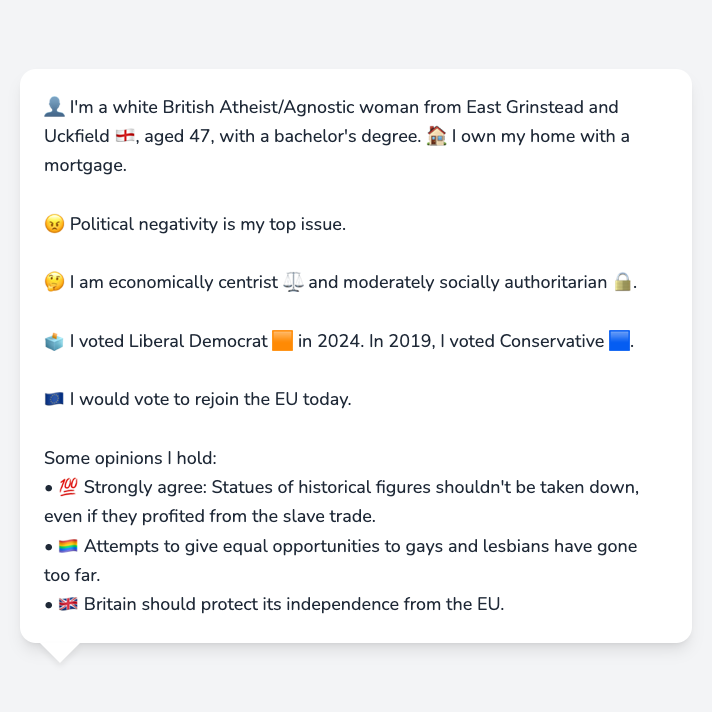 👤 I'm a white British Atheist/Agnostic woman from East Grinstead and
Uckfield 🏴󠁧󠁢󠁥󠁮󠁧󠁿, aged 47, with a bachelor's degree. 🏠 I own my home with a
mortgage.
😠 Political negativity is my top issue.
🤔 I am economically centrist ⚖️ and moderately socially authoritarian 🔒.
🗳️ I voted Liberal Democrat 🟧 in 2024. In 2019, I voted Conservative 🟦.
🇪🇺 I would vote to rejoin the EU today.
Some opinions I hold:
• 💯 Strongly agree: Statues of historical figures shouldn't be taken down,
even if they profited from the slave trade.
• 🏳️‍🌈 Attempts to give equal opportunities to gays and lesbians have gone
too far.
• 🇬🇧 Britain should protect its independence from the EU.